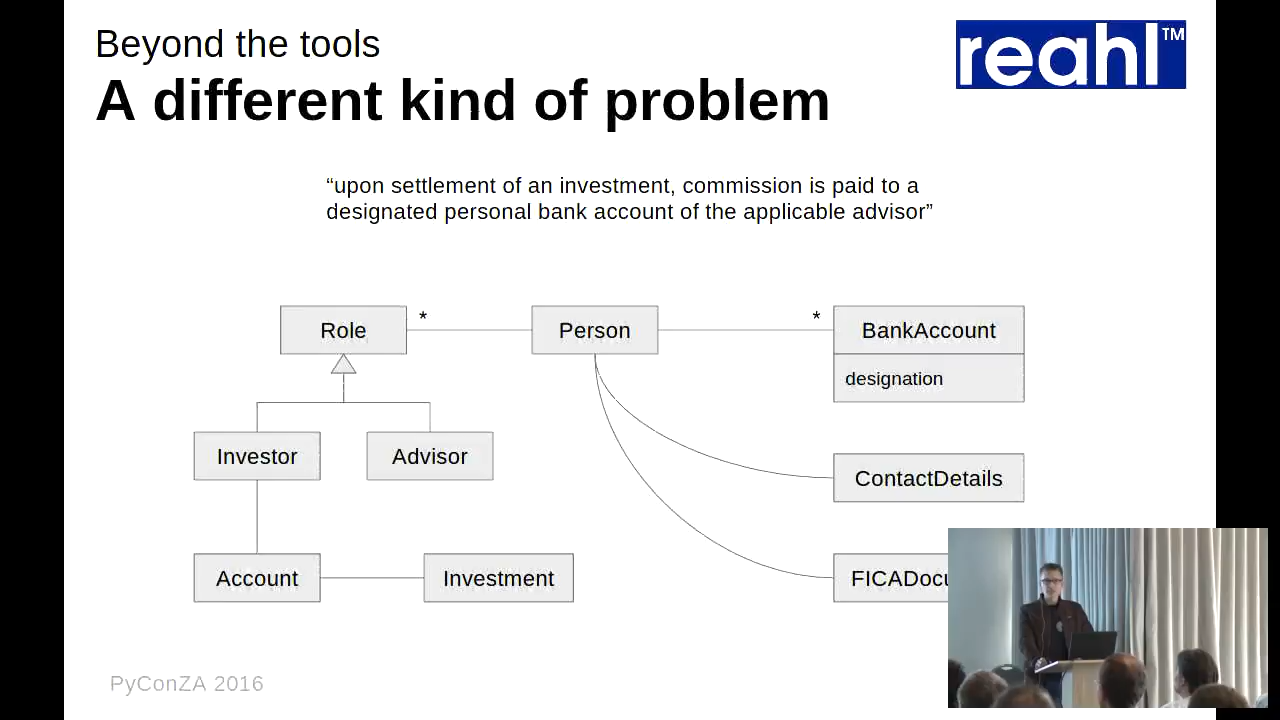 Beyond the tools
A different kind of problem
reahl™
“upon settlement of an investment, commission is paid to a
designated personal bank account of the applicable advisor”
Role
*
Person
*
BankAccount
designation
Investor
Advisor
ContactDetails
Account
Investment
PyConZA 2016